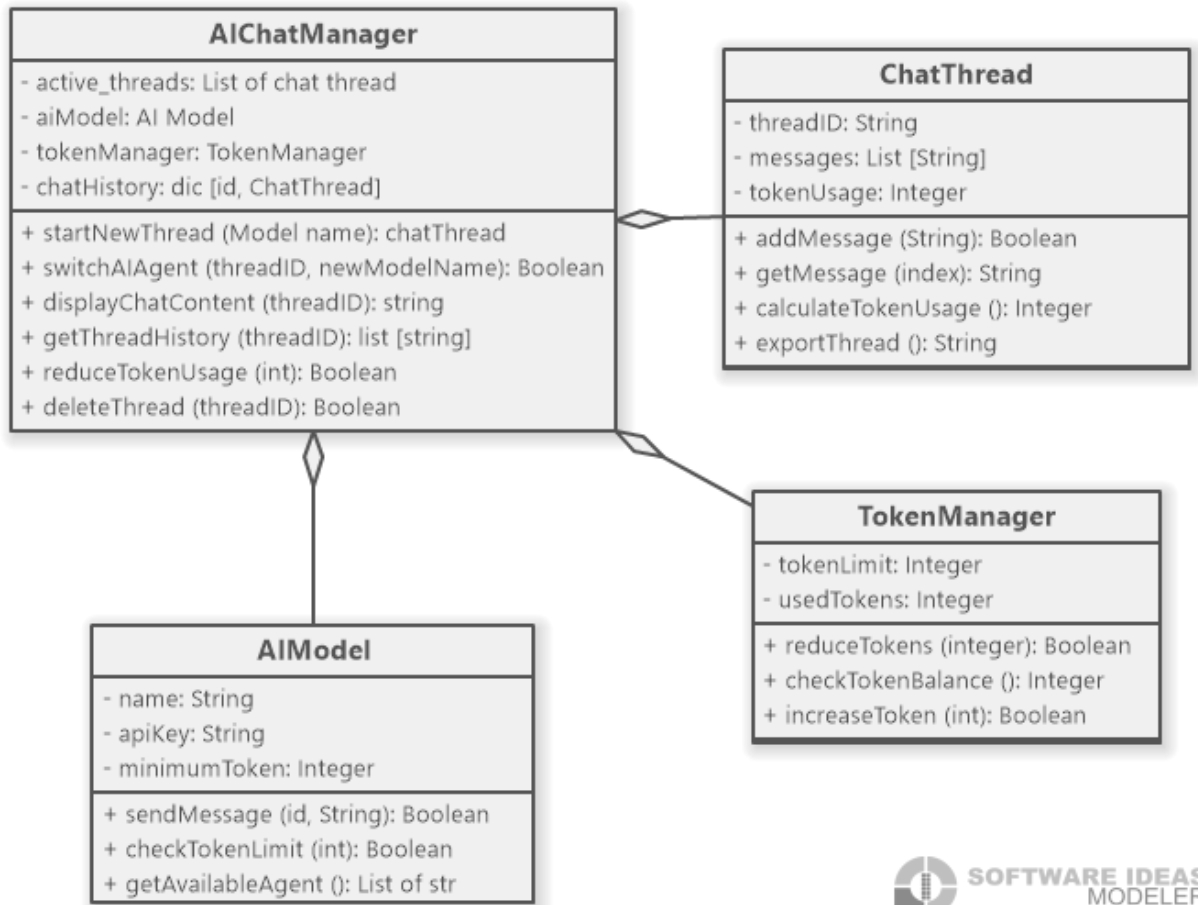 AIChatManager
- active_threads: List of chat thread
- aiModel: AI Model
- tokenManager: TokenManager
- chatHistory: dic [id, ChatThread]
+ startNewThread (Model name): chatThread
+ switchAIAgent (threadID, newModelName): Boolean
+ displayChatContent (threadID): string
+ getThreadHistory (threadID): list [string]
+ reduceTokenUsage (int): Boolean
+ deleteThread (threadID): Boolean
ChatThread
- threadID: String
- messages: List [String]
- tokenUsage: Integer
+ addMessage (String): Boolean
+ getMessage (index): String
+ calculateTokenUsage (): Integer
+ exportThread (): String
TokenManager
- tokenLimit: Integer
- usedTokens: Integer
+ reduceTokens (integer): Boolean
+ checkTokenBalance (): Integer
+ increaseToken (int): Boolean
AIModel
- name: String
- apiKey: String
- minimumToken: Integer
+ sendMessage (id, String): Boolean
+ checkTokenLimit (int): Boolean
+ getAvailableAgent (): List of str
SOFTWARE IDEAS
MODELER